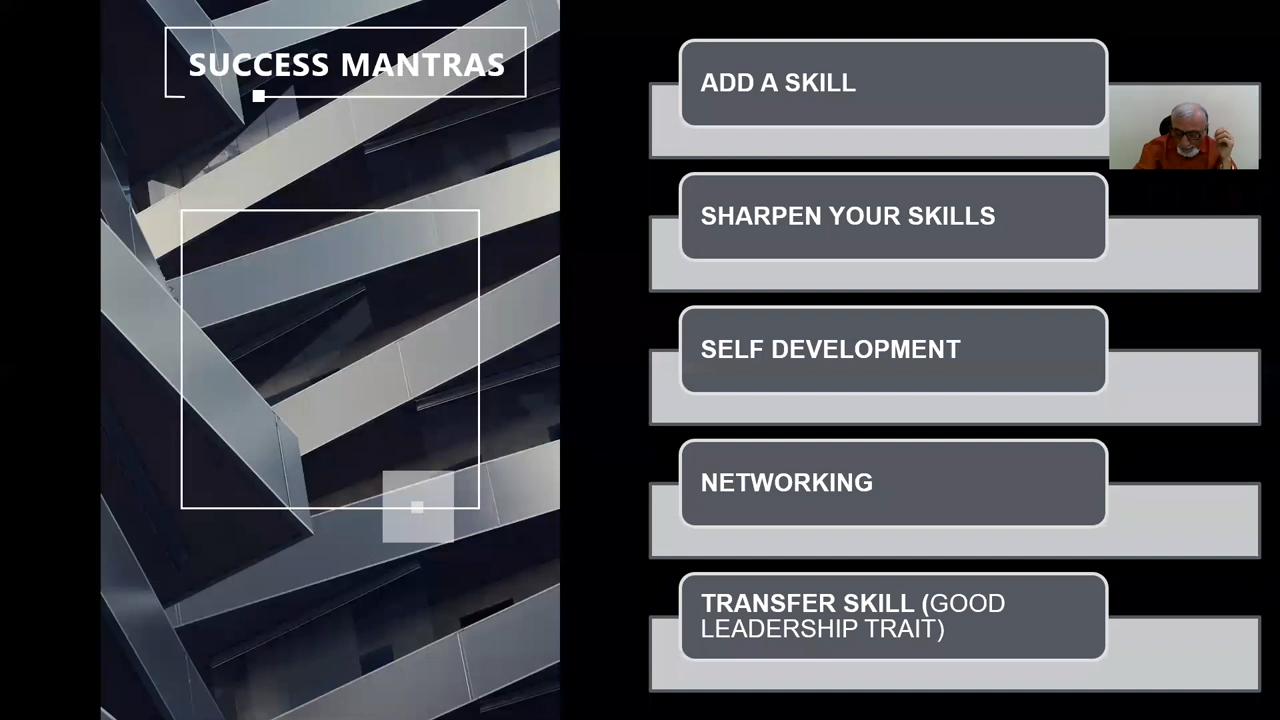 SUCCESS MANTRAS
ADD A SKILL
SHARPEN YOUR SKILLS
SELF DEVELOPMENT
NETWORKING
TRANSFER SKILL (GOOD
LEADERSHIP TRAIT)